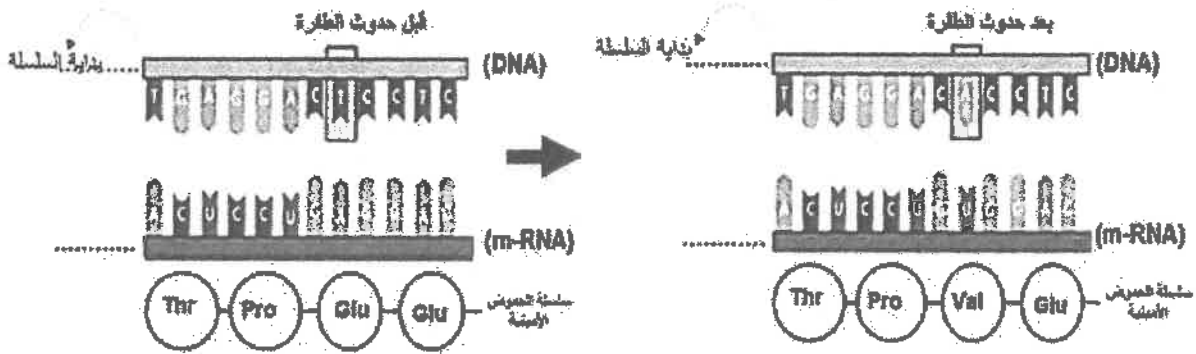 قبل حدوث الطفرة
بداية السلسلة
(DNA)
T G A G G A C T C C T C
A C U C C U G A G G A G
(m-RNA)
Thr Pro Glu Glu
سلسلة الحموض
الأمينية
بعد حدوث الطفرة
بداية السلسلة
(DNA)
T G A G G A C A C C T C
(m-RNA)
Thr Pro Val Glu
سلسلة الحموض
الأمينية